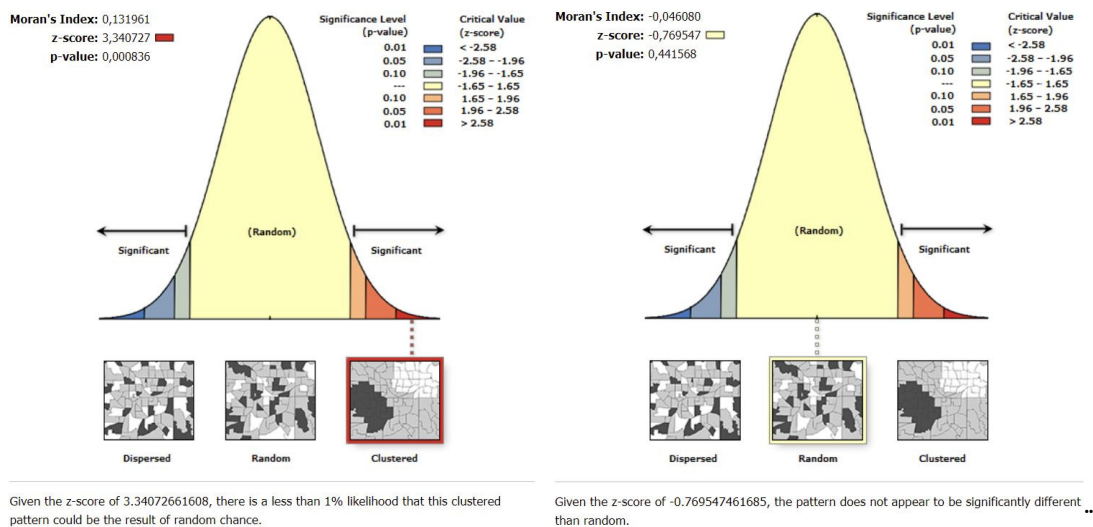 Moran's Index: 0,131961
z-score: 3,340727
p-value: 0,000836
Significance Level
(p-value)
Critical Value
(z-score)
0.01 < -2.58
0.05 -2.58 – -1.96
0.10 -1.96 – -1.65
--- -1.65 – 1.65
0.10 1.65 – 1.96
0.05 1.96 – 2.58
0.01 > 2.58
(Random)
Significant Significant
Dispersed Random Clustered
Given the z-score of 3.34072661608, there is a less than 1% likelihood that this clustered
pattern could be the result of random chance.
Moran's Index: -0,046080
z-score: -0,769547
p-value: 0,441568
Significance Level
(p-value)
Critical Value
(z-score)
0.01 < -2.58
0.05 -2.58 – -1.96
0.10 -1.96 – -1.65
--- -1.65 – 1.65
0.10 1.65 – 1.96
0.05 1.96 – 2.58
0.01 > 2.58
(Random)
Significant Significant
Dispersed Random Clustered
Given the z-score of -0.769547461685, the pattern does not appear to be significantly different
than random.
..